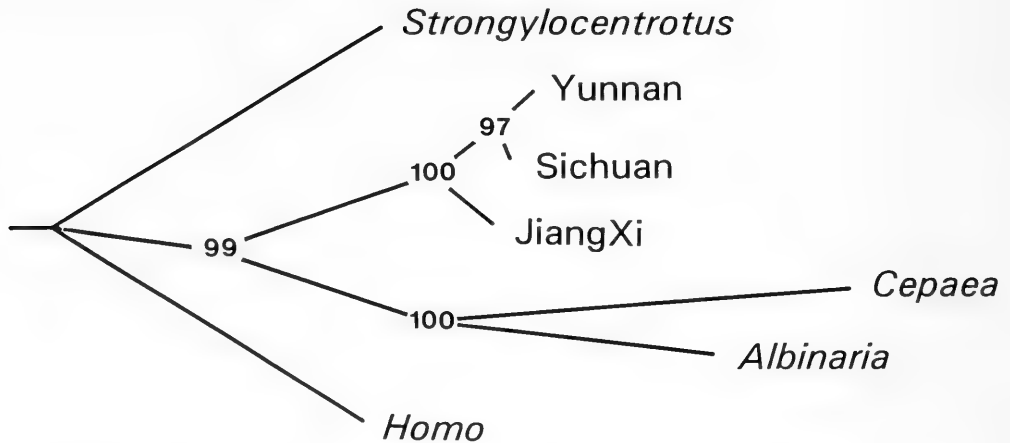 Strongylocentrotus
Yunnan
97
Sichuan
100
JiangXi
99
Cepaea
100
Albinaria
Homo